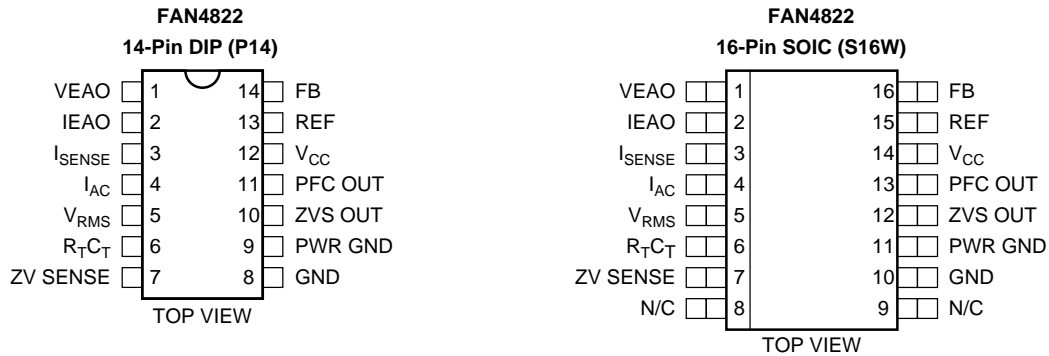 FAN4822
14-Pin DIP (P14)
VEAO 1 14 FB
IEAO 2 13 REF
ISENSE 3 12 VCC
IAC 4 11 PFC OUT
VRMS 5 10 ZVS OUT
RTCT 6 9 PWR GND
ZV SENSE 7 8 GND
TOP VIEW
FAN4822
16-Pin SOIC (S16W)
VEAO 1 16 FB
IEAO 2 15 REF
ISENSE 3 14 VCC
IAC 4 13 PFC OUT
VRMS 5 12 ZVS OUT
RTCT 6 11 PWR GND
ZV SENSE 7 10 GND
N/C 8 9 N/C
TOP VIEW